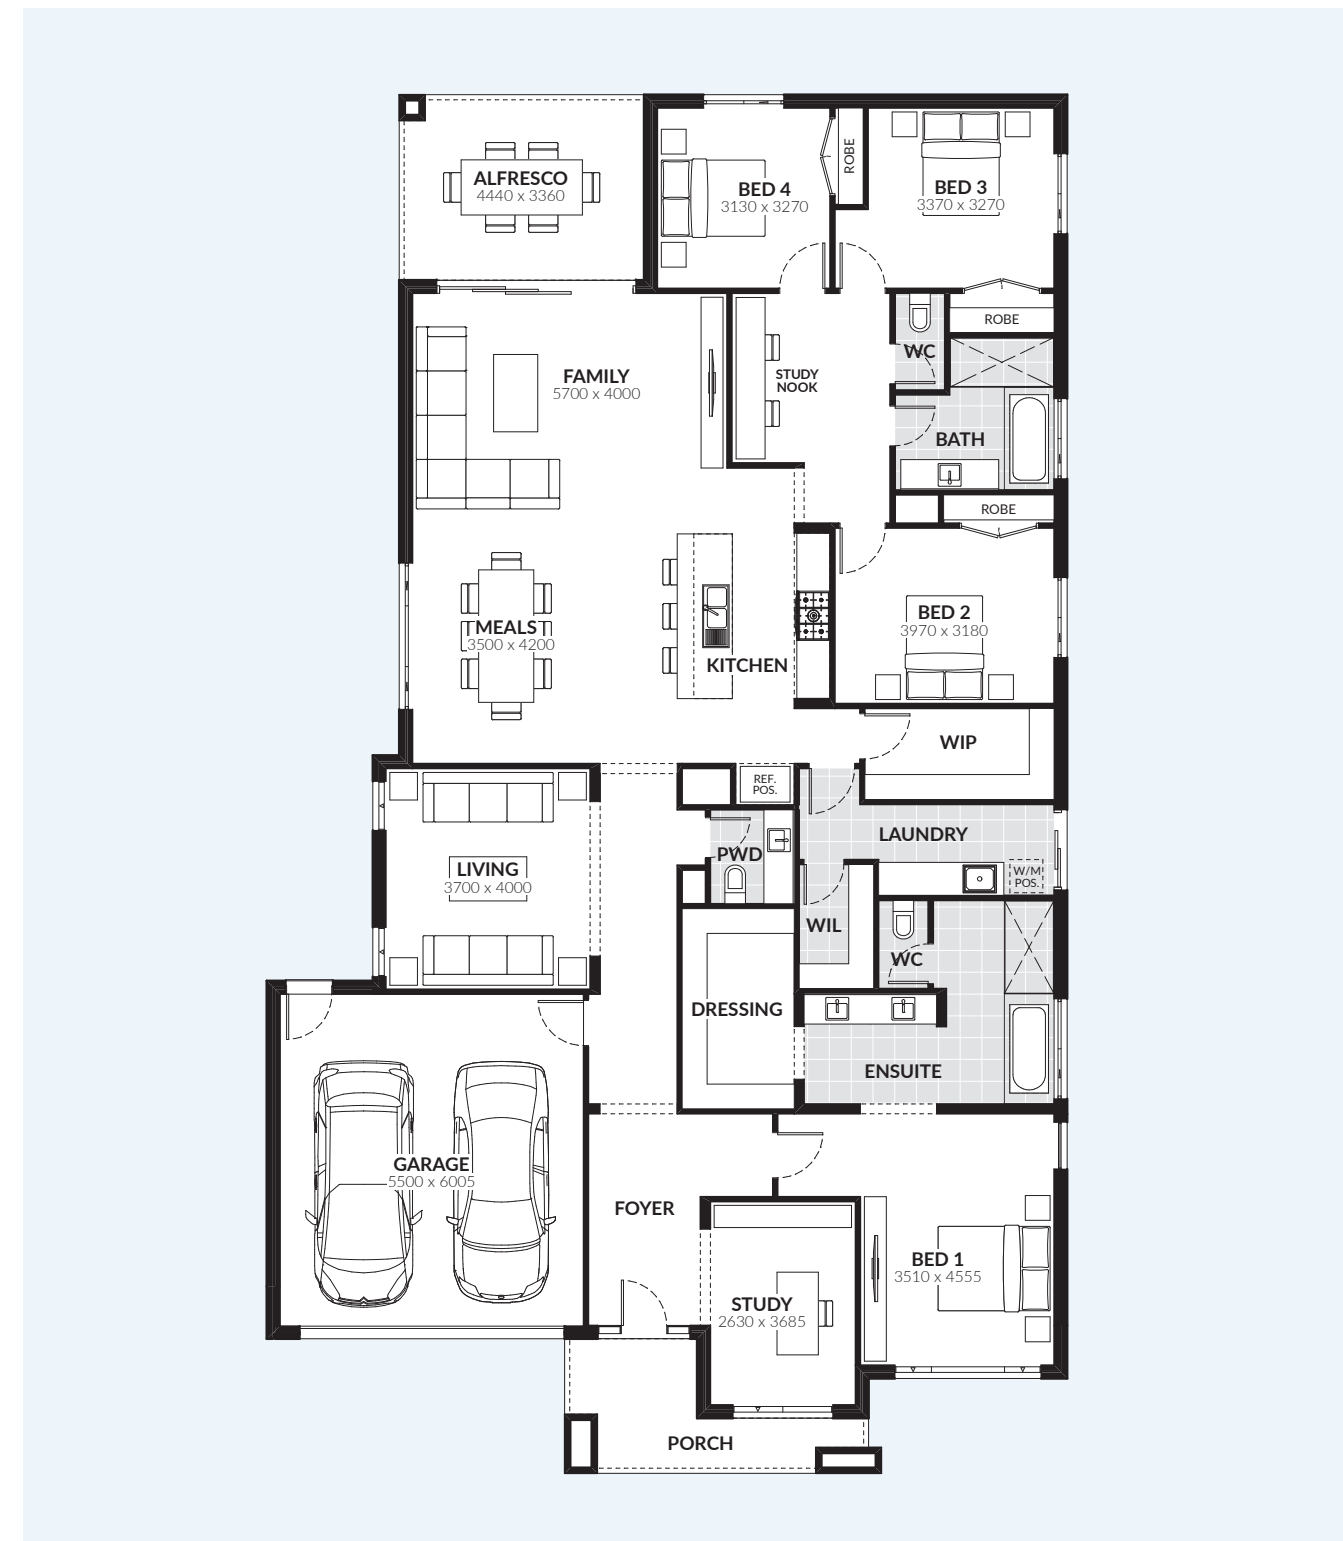 ALFRESCO
4440 x 3360
BED 4
3130 x 3270
ROBE
BED 3
3370 x 3270
ROBE
WC
FAMILY
5700 x 4000
STUDY
NOOK
BATH
ROBE
BED 2
3970 x 3180
MEALS
3500 x 4200
KITCHEN
WIP
REF.
POS.
LAUNDRY
PWD
LIVING
3700 x 4000
W/M
POS.
WIL
WC
DRESSING
ENSUITE
GARAGE
5500 x 6005
FOYER
BED 1
3510 x 4555
STUDY
2630 x 3685
PORCH